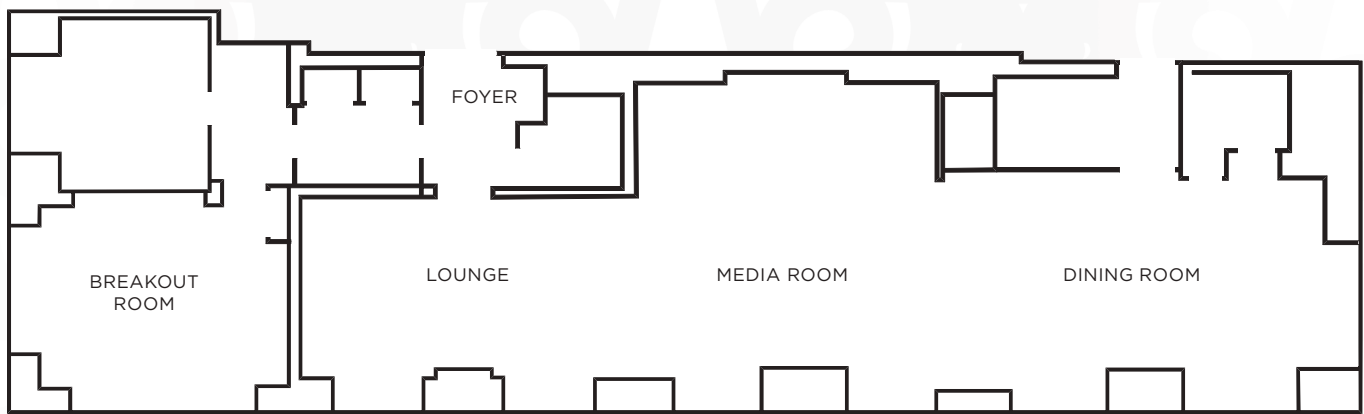 FOYER
BREAKOUT
ROOM
LOUNGE
MEDIA ROOM
DINING ROOM